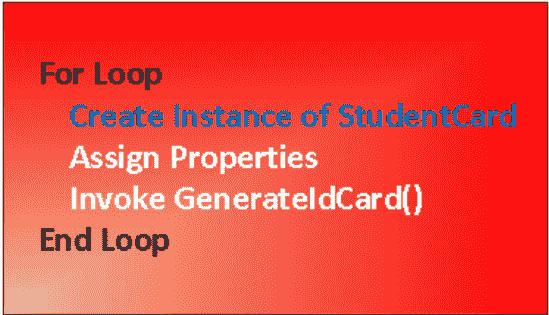 For Loop
Create Instance of StudentCard
Assign Properties
Invoke GenerateIdCard()
End Loop